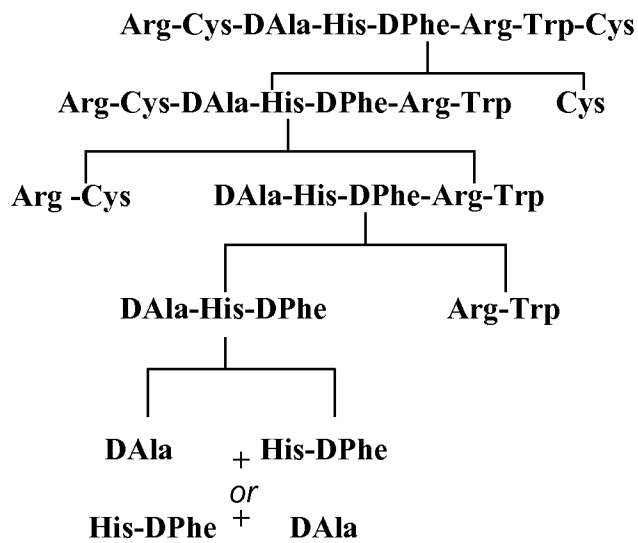 Arg-Cys-DAla-His-DPhe-Arg-Trp-Cys
Arg-Cys-DAla-His-DPhe-Arg-Trp Cys
Arg -Cys DAla-His-DPhe-Arg-Trp
DAla-His-DPhe Arg-Trp
DAla + His-DPhe
or
His-DPhe + DAla